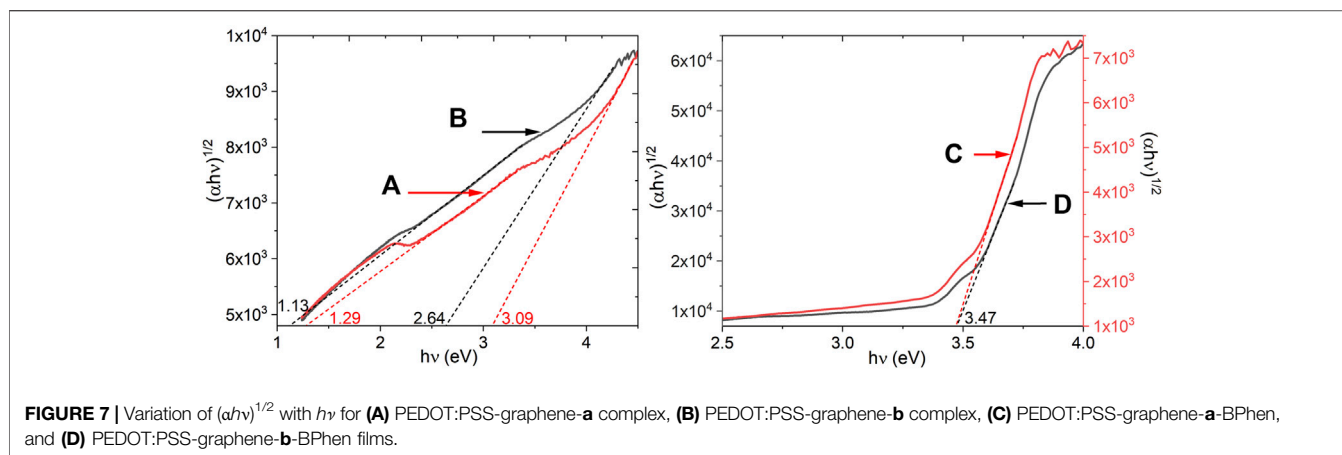 1x10⁴
9x10³
8x10³
7x10³
6x10³
5x10³
(αhν)^1/2
B
A
1.13
1.29
2.64
3.09
1 2 3 4
hν (eV)
6x10⁴
5x10⁴
4x10⁴
3x10⁴
2x10⁴
1x10⁴
(αhν)^1/2
C
D
3.47
2.5 3.0 3.5 4.0
hν (eV)
7x10³
6x10³
5x10³
4x10³
3x10³
2x10³
1x10³
(αhν)^1/2
FIGURE 7 | Variation of (αhν)^1/2 with hν for (A) PEDOT:PSS-graphene-a complex, (B) PEDOT:PSS-graphene-b complex, (C) PEDOT:PSS-graphene-a-BPhen,
and (D) PEDOT:PSS-graphene-b-BPhen films.